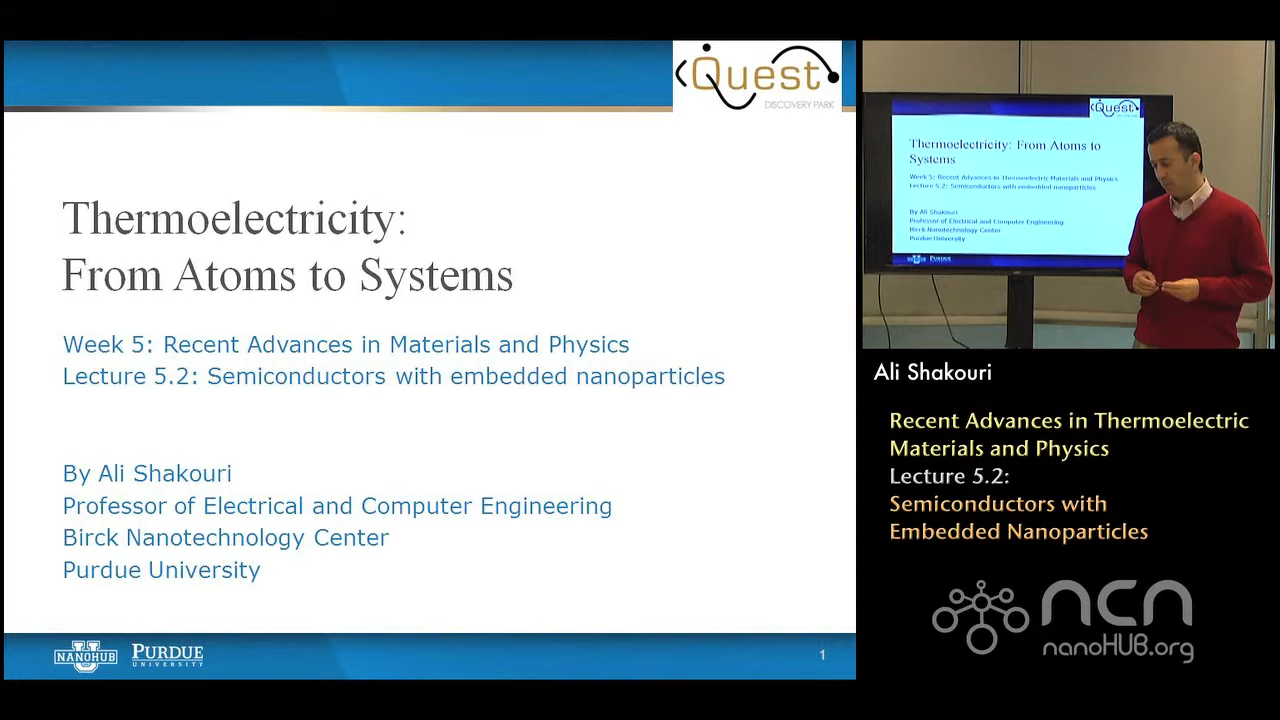 Quest
DISCOVERY PARK
Thermoelectricity:
From Atoms to Systems
Week 5: Recent Advances in Materials and Physics
Lecture 5.2: Semiconductors with embedded nanoparticles
By Ali Shakouri
Professor of Electrical and Computer Engineering
Birck Nanotechnology Center
Purdue University
NANOHUB
U
PURDUE
UNIVERSITY
1
Quest
Thermoelectricity: From Atoms to
Systems
Week 5: Recent Advances in Thermoelectric Materials and Physics
Lecture 5.2: Semiconductors with embedded nanoparticles
By Ali Shakouri
Professor of Electrical and Computer Engineering
Birck Nanotechnology Center
Purdue University
PURDUE
Ali Shakouri
Recent Advances in Thermoelectric
Materials and Physics
Lecture 5.2:
Semiconductors with
Embedded Nanoparticles
ncn
nanoHUB.org